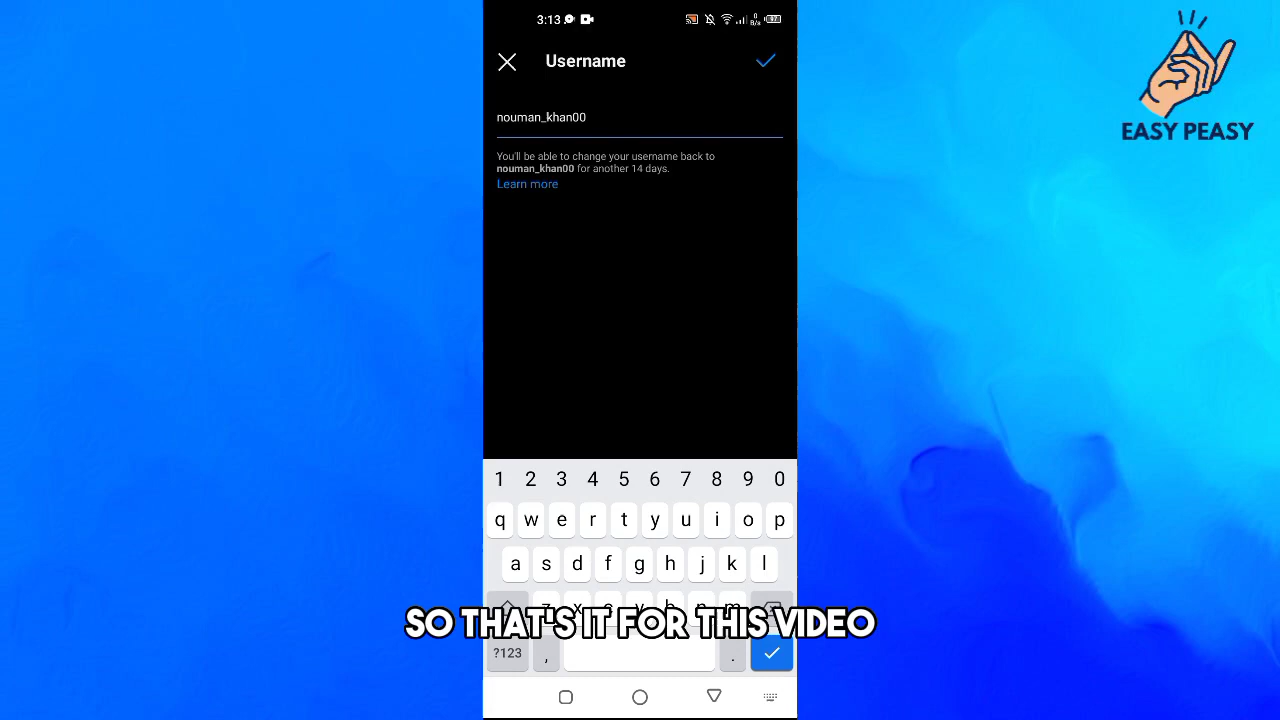 3:13
0
B/s
97
Username
EASY PEASY
nouman_khan00
You'll be able to change your username back to
nouman_khan00 for another 14 days.
Learn more
1 2 3 4 5 6 7 8 9 0
q w e r t y u i o p
a s d f g h j k l
z x c v b n m
SO THAT'S IT FOR THIS VIDEO
?123 , .